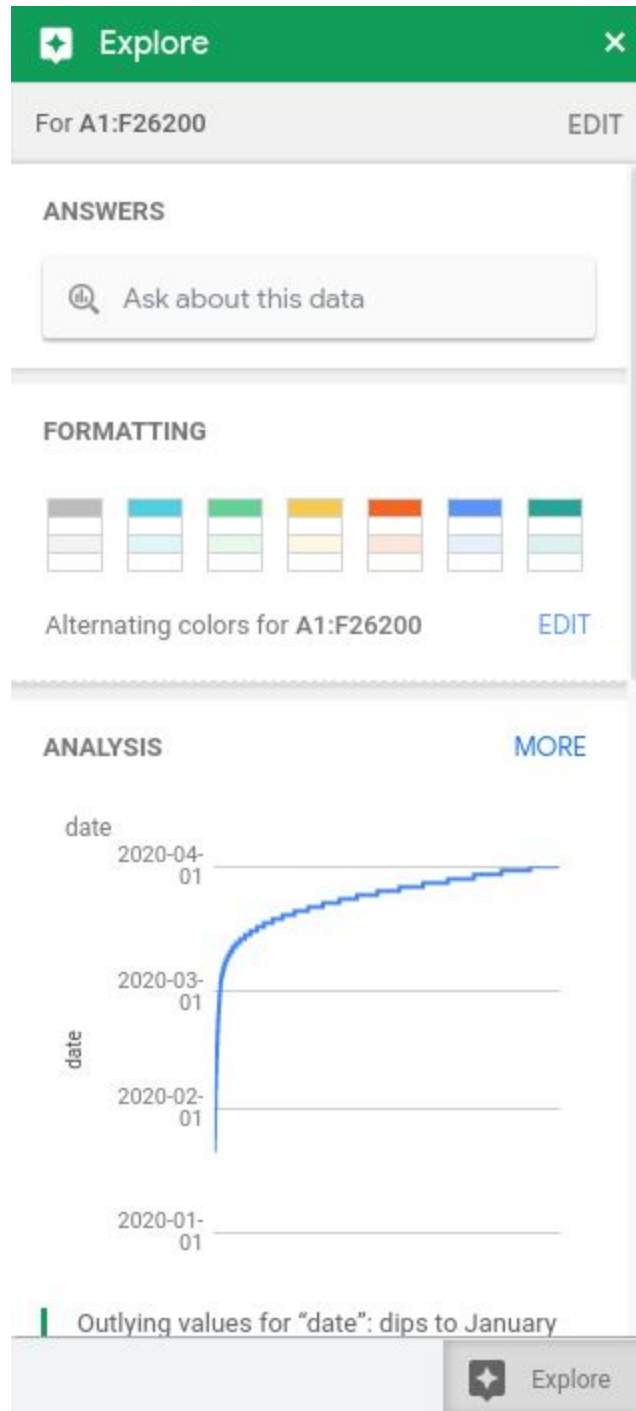 Explore
For A1:F26200 EDIT
ANSWERS
Ask about this data
FORMATTING
Alternating colors for A1:F26200 EDIT
ANALYSIS MORE
date
2020-04-
01
2020-03-
01
date
2020-02-
01
2020-01-
01
Outlying values for “date”: dips to January
Explore